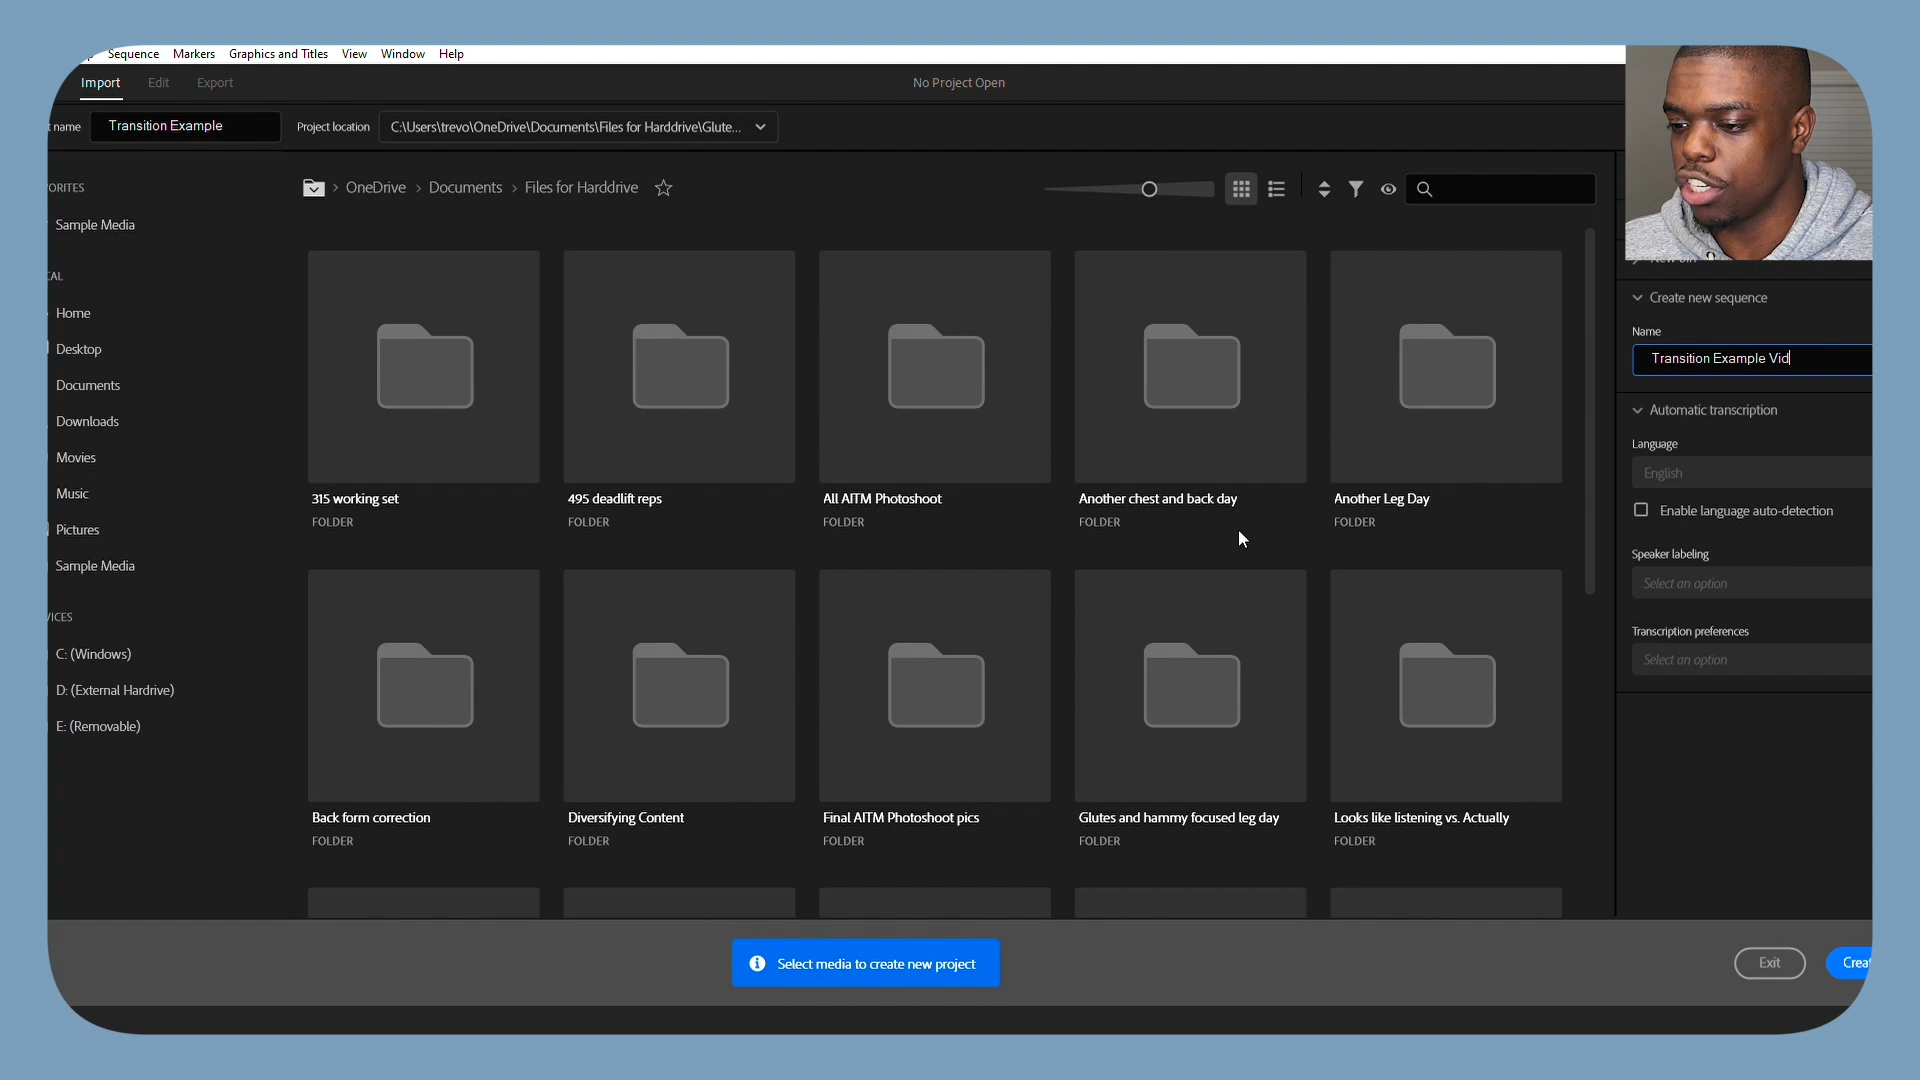 Sequence Markers Graphics and Titles View Window Help
Import Edit Export No Project Open
t name Transition Example Project location C:\Users\trevo\OneDrive\Documents\Files for Harddrive\Glute...
ORITES
OneDrive > Documents > Files for Harddrive
Sample Media
CAL
Home
Desktop
Documents
Downloads
Movies
Music
Pictures
Sample Media
VICES
C: (Windows)
D: (External Hardrive)
E: (Removable)
315 working set
FOLDER
495 deadlift reps
FOLDER
All AITM Photoshoot
FOLDER
Another chest and back day
FOLDER
Another Leg Day
FOLDER
Back form correction
FOLDER
Diversifying Content
FOLDER
Final AITM Photoshoot pics
FOLDER
Glutes and hammy focused leg day
FOLDER
Looks like listening vs. Actually
FOLDER
Create new sequence
Name
Transition Example Vid
Automatic transcription
Language
English
Enable language auto-detection
Speaker labeling
Select an option
Transcription preferences
Select an option
Select media to create new project
Exit
Creat